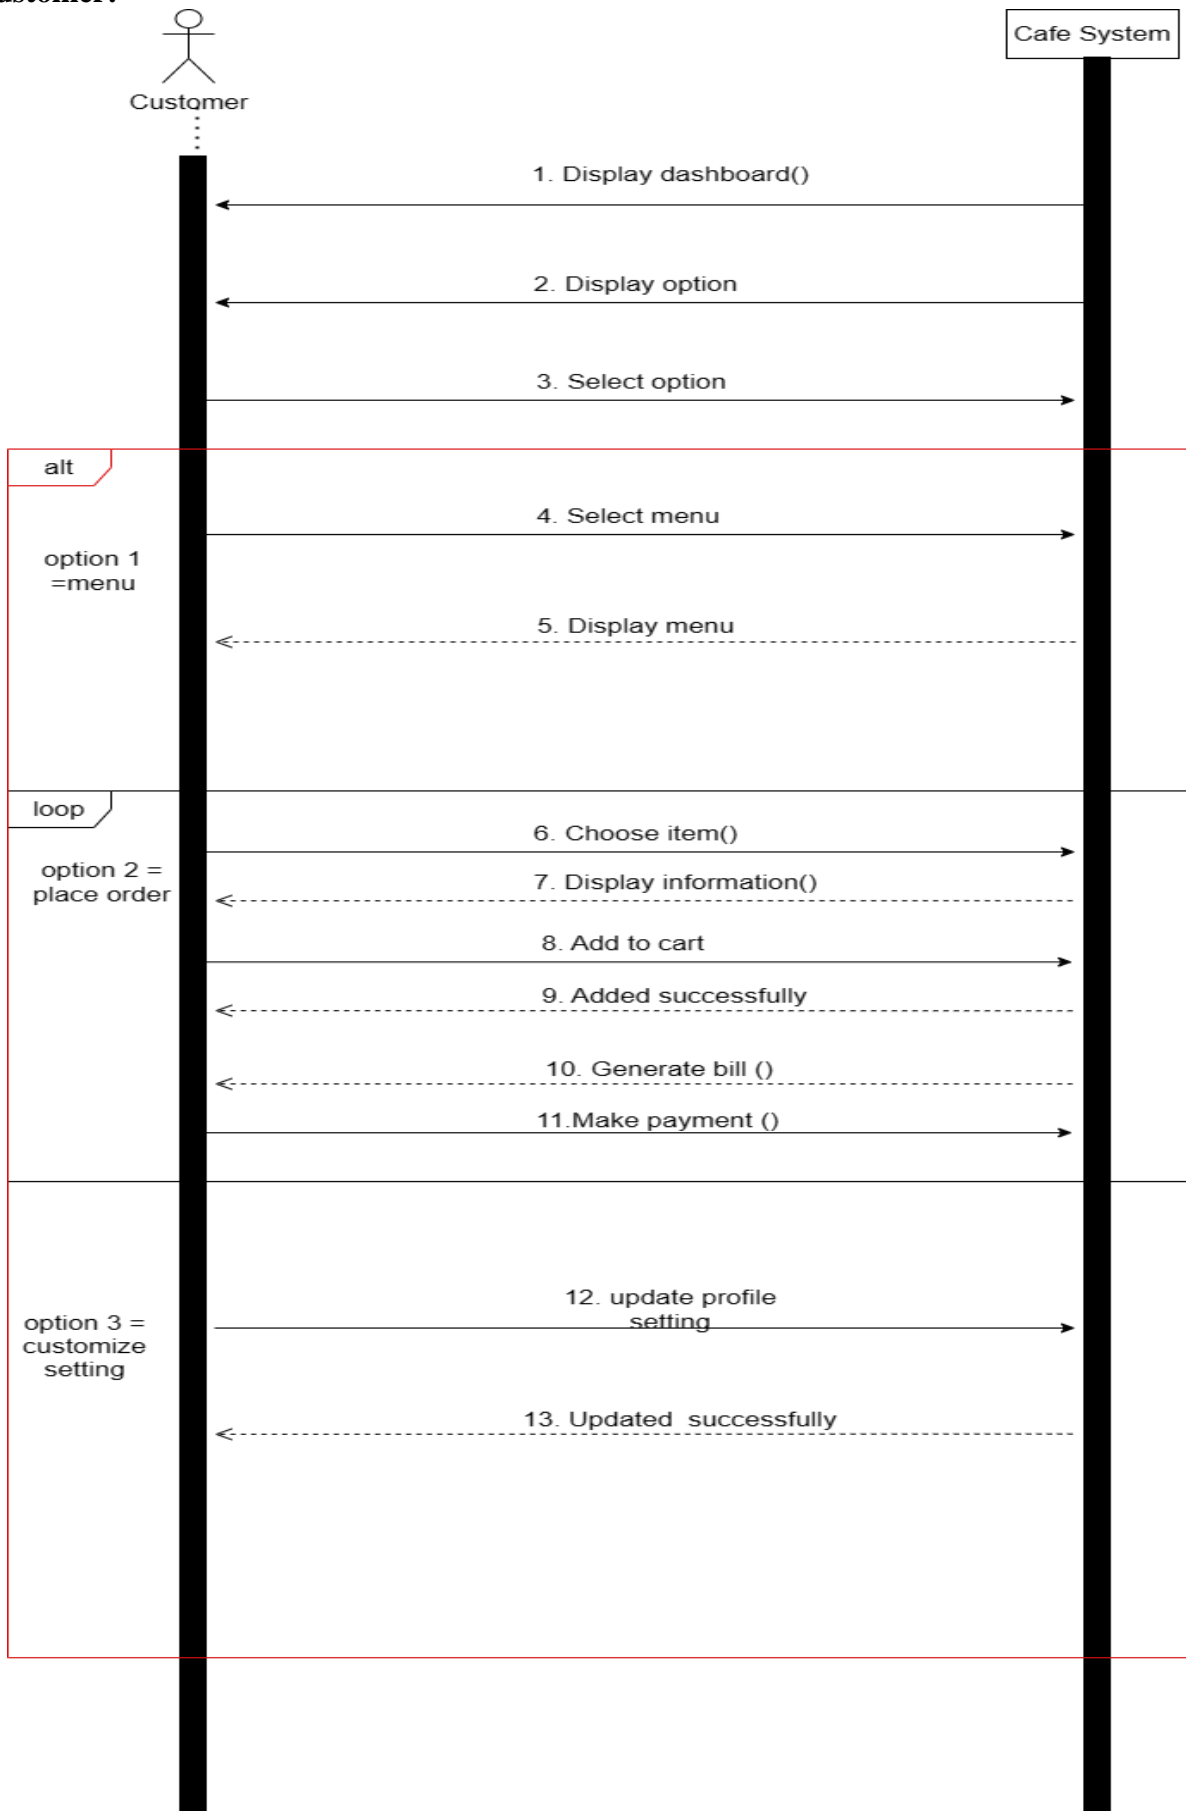 Customer
Cafe System
1. Display dashboard()
2. Display option
3. Select option
alt
4. Select menu
option 1
=menu
5. Display menu
loop
6. Choose item()
option 2 =
place order
7. Display information()
8. Add to cart
9. Added successfully
10. Generate bill ()
11.Make payment ()
12. update profile
setting
option 3 =
customize
setting
13. Updated  successfully